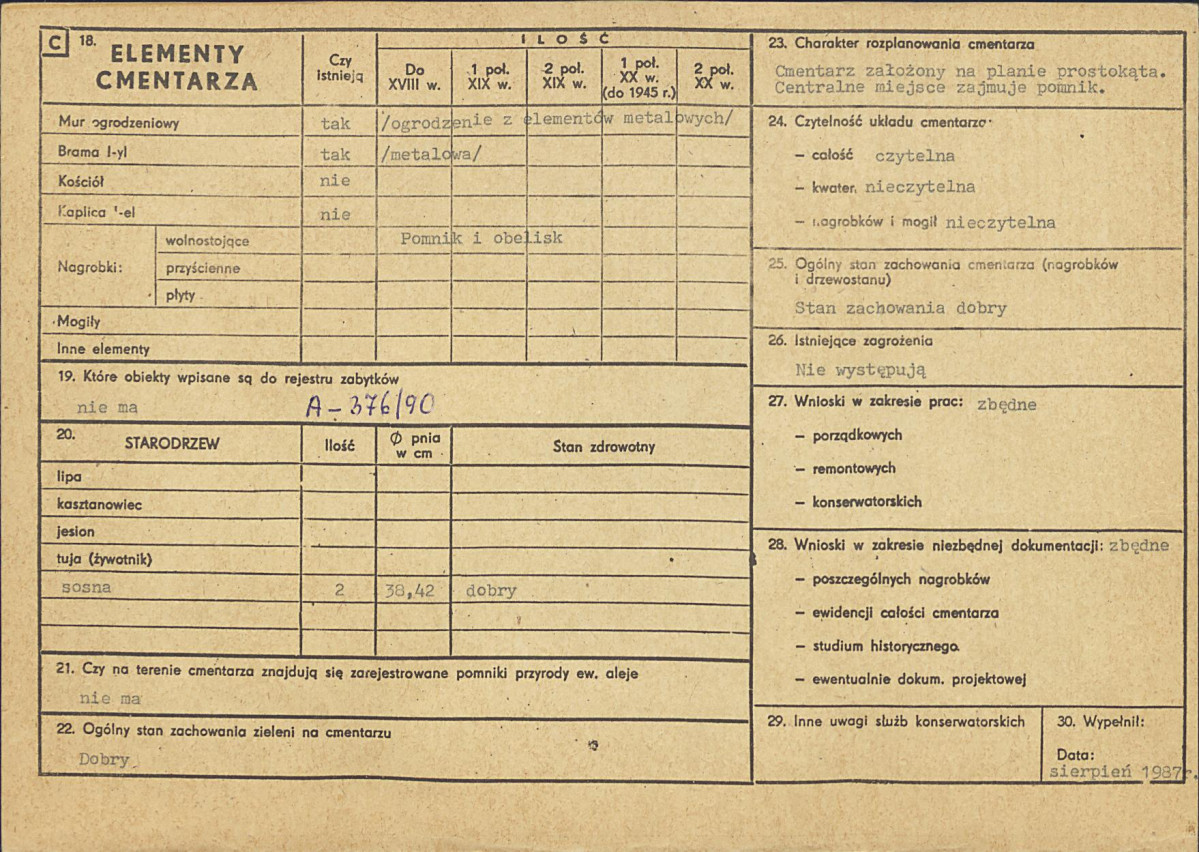 C 18. ELEMENTY
CMENTARZA
Czy
istnieją
I L O Ś Ć
Do
XVIII w.
1 poł.
XIX w.
2 poł.
XIX w.
1 poł.
XX w.
(do 1945 r.)
2 poł.
XX w.
Mur ogrodzeniowy tak /ogrodzenie z elementów metalowych/
Brama /-y/ tak /metalowa/
Kościół nie
Kaplica /-e/ nie
Nagrobki:
wolnostojące Pomnik i obelisk
przyścienne
płyty
Mogiły
Inne elementy
19. Które obiekty wpisane są do rejestru zabytków
nie ma A-376/90
20. STARODRZEW Ilość Ø pnia
w cm Stan zdrowotny
lipa
kasztanowiec
jesion
tuja (żywotnik)
sosna 2 38,42 dobry
21. Czy na terenie cmentarza znajdują się zarejestrowane pomniki przyrody ew. aleje
nie ma
22. Ogólny stan zachowania zieleni na cmentarzu
Dobry
23. Charakter rozplanowania cmentarza
Cmentarz założony na planie prostokąta.
Centralne miejsce zajmuje pomnik.
24. Czytelność układu cmentarza
– całość czytelna
– kwater, nieczytelna
– nagrobków i mogił nieczytelna
25. Ogólny stan zachowania cmentarza (nagrobków
i drzewostanu)
Stan zachowania dobry
26. Istniejące zagrożenia
Nie występują
27. Wnioski w zakresie prac: zbędne
– porządkowych
– remontowych
– konserwatorskich
28. Wnioski w zakresie niezbędnej dokumentacji: zbędne
– poszczególnych nagrobków
– ewidencji całości cmentarza
– studium historycznego
– ewentualnie dokum. projektowej
29. Inne uwagi służb konserwatorskich
30. Wypełnił:
Data:
sierpień 1987r.